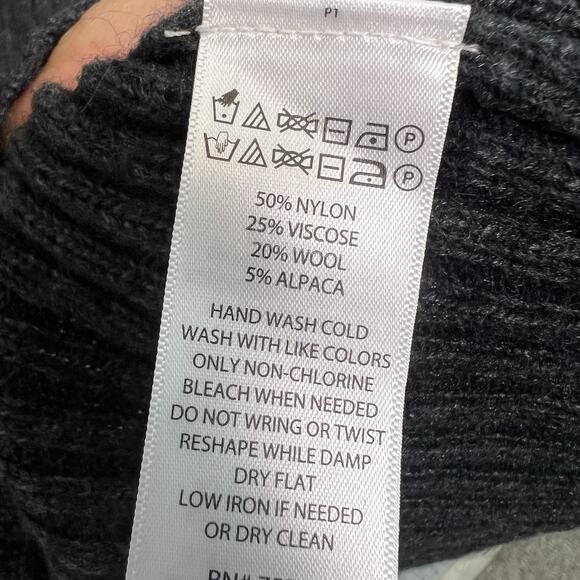 P1
P
P
50% NYLON
25% VISCOSE
20% WOOL
5% ALPACA
HAND WASH COLD
WASH WITH LIKE COLORS
ONLY NON-CHLORINE
BLEACH WHEN NEEDED
DO NOT WRING OR TWIST
RESHAPE WHILE DAMP
DRY FLAT
LOW IRON IF NEEDED
OR DRY CLEAN